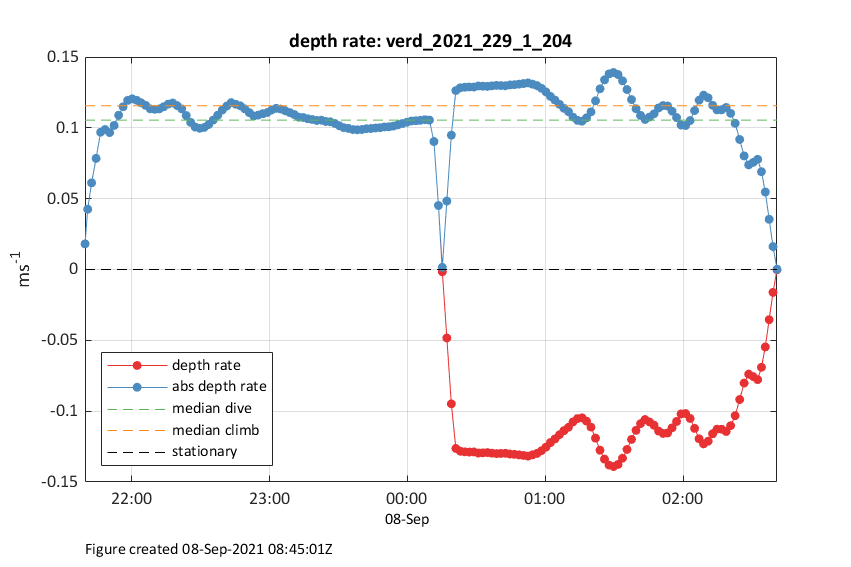 depth rate: verd_2021_229_1_204
0.15
0.1
0.05
0
-0.05
-0.1
-0.15
ms-1
depth rate
abs depth rate
median dive
median climb
stationary
22:00 23:00 00:00 01:00 02:00
08-Sep
Figure created 08-Sep-2021 08:45:01Z